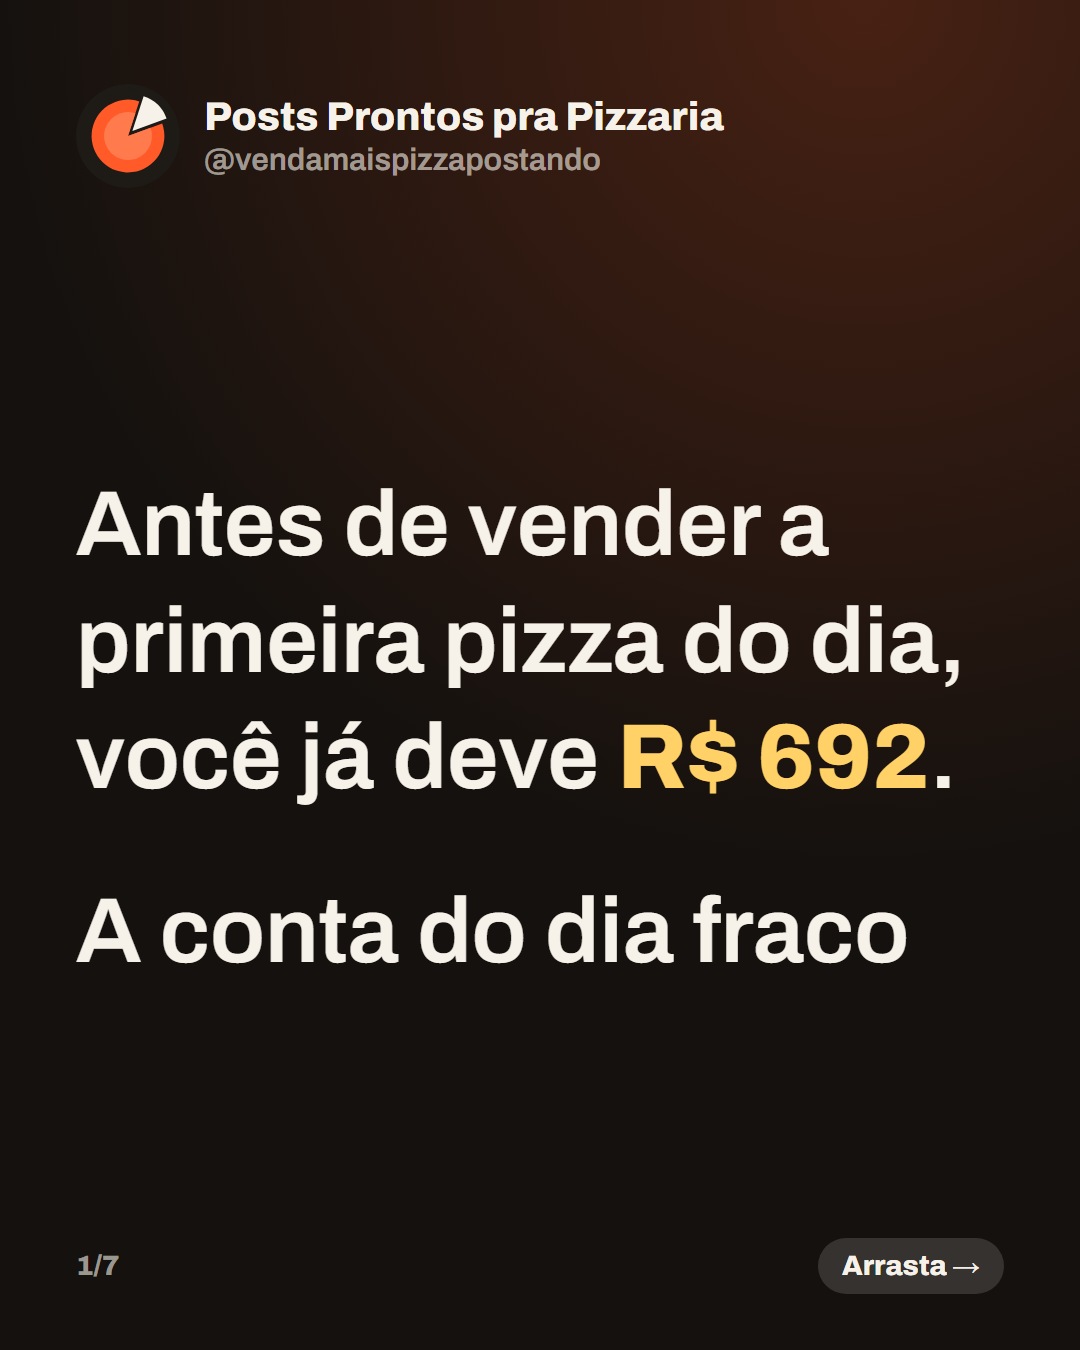 Posts Prontos pra Pizzaria
@vendamaispizzapostando
Antes de vender a
primeira pizza do dia,
você já deve R$ 692.
A conta do dia fraco
1/7
Arrasta →